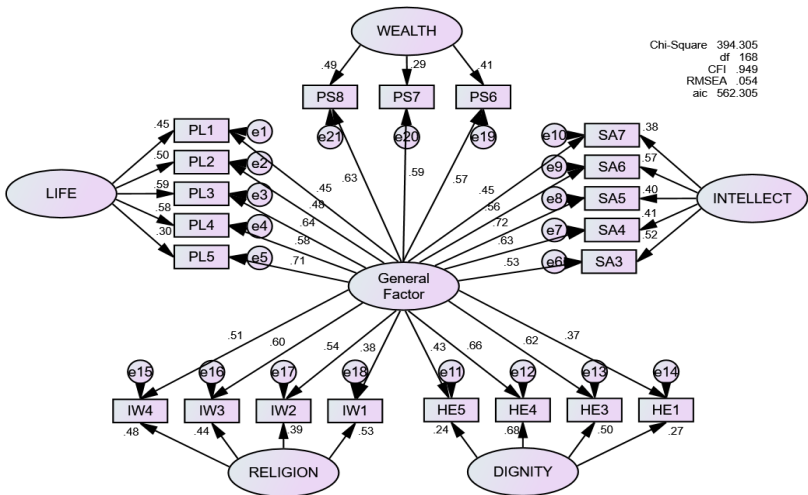 WEALTH
Chi-Square 394.305
df 168
CFI .949
RMSEA .054
aic 562.305
.49 .29 .41
PS8 PS7 PS6
e21 e20 e19
.45 PL1 e1
.50 PL2 e2
.59 PL3 e3
.58 PL4 e4
.30 PL5 e5
LIFE
e10 SA7 .38
e9 SA6 .57
e8 SA5 .40
e7 SA4 .41
e6 SA3 .52
INTELLECT
.63 .59 .57
.45 .48 .64 .58 .71
.45 .56 .72 .63 .53
General
Factor
.51 .60 .54 .38 .43 .66 .62 .37
e15 e16 e17 e18 e11 e12 e13 e14
IW4 IW3 IW2 IW1 HE5 HE4 HE3 HE1
.48 .44 .39 .53 .24 .68 .50 .27
RELIGION DIGNITY